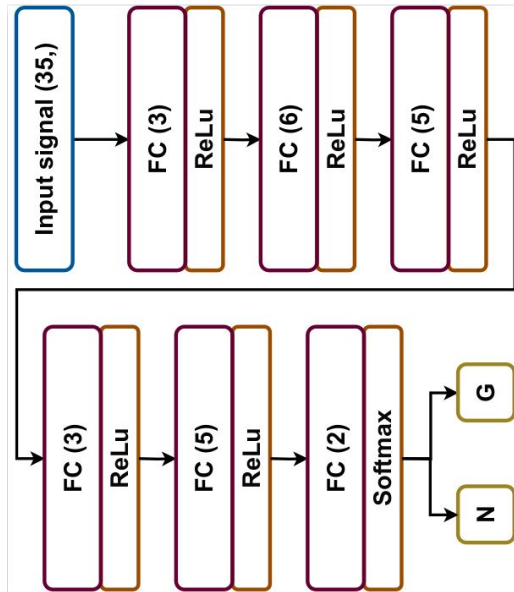 Input signal (35,)
FC (3)
ReLu
FC (6)
ReLu
FC (5)
ReLu
FC (3)
ReLu
FC (5)
ReLu
FC (2)
Softmax
G
N